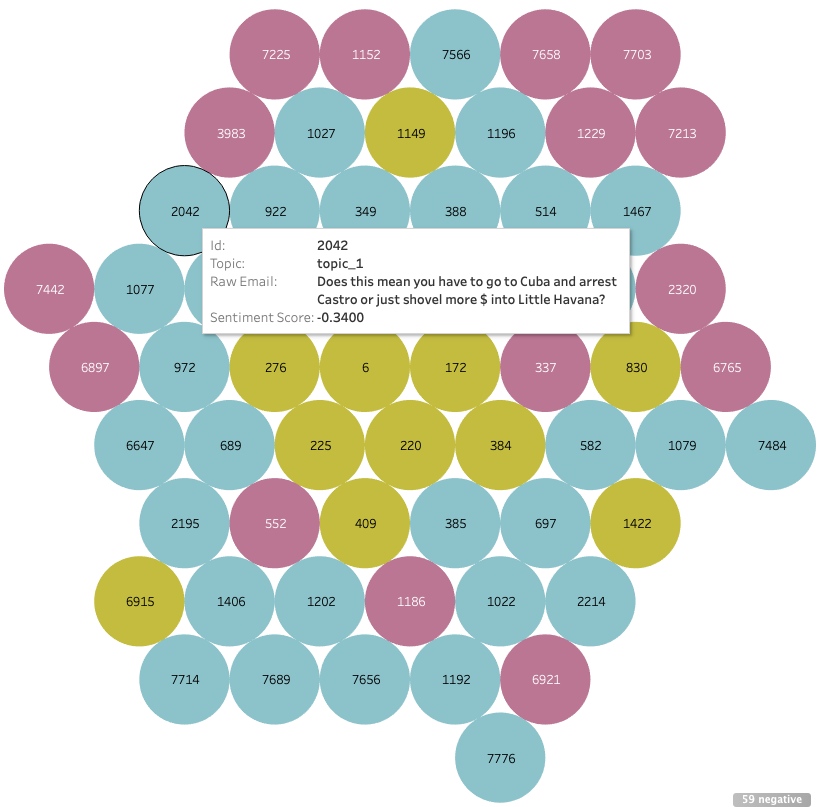 7225 1152 7566 7658 7703
3983 1027 1149 1196 1229 7213
2042 922 349 388 514 1467
Id: 2042
Topic: topic_1
Raw Email: Does this mean you have to go to Cuba and arrest
Castro or just shovel more $ into Little Havana?
Sentiment Score: -0.3400
7442 1077 2320
6897 972 276 6 172 337 830 6765
6647 689 225 220 384 582 1079 7484
2195 552 409 385 697 1422
6915 1406 1202 1186 1022 2214
7714 7689 7656 1192 6921
7776
59 negative